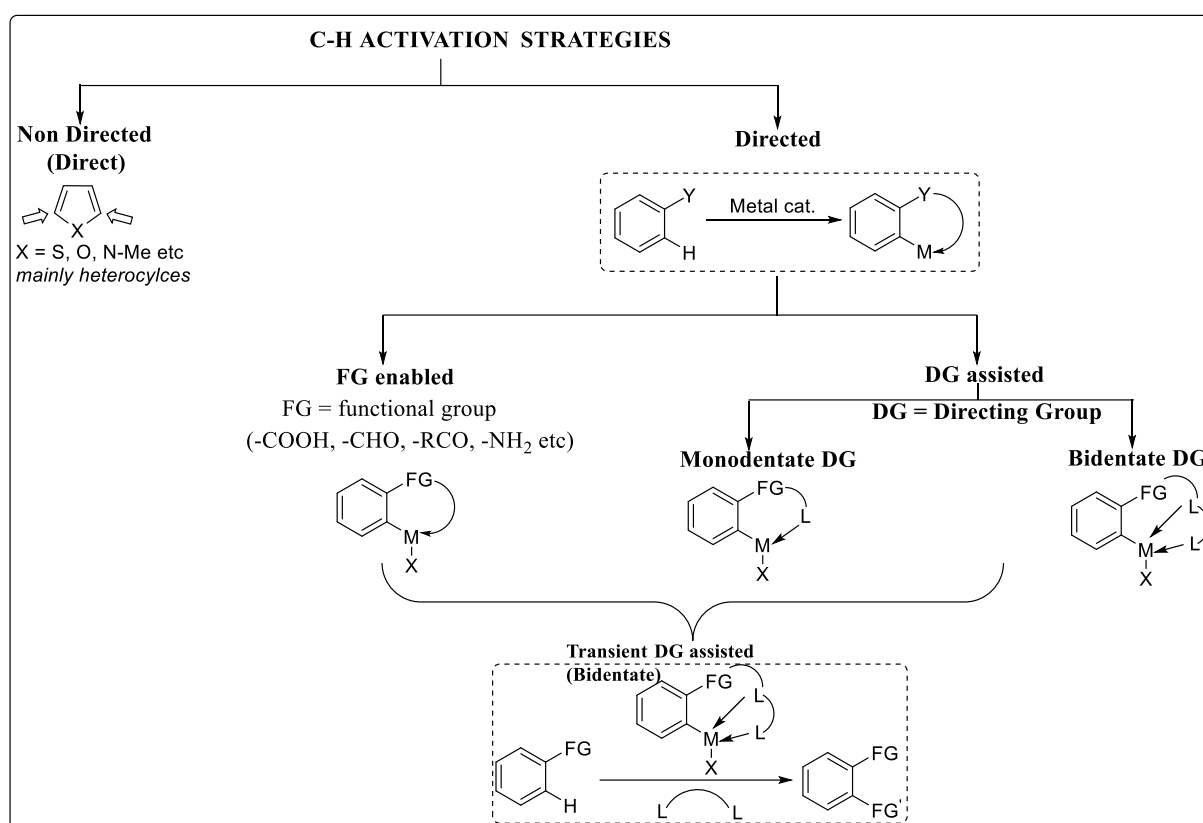 C-H ACTIVATION STRATEGIES
Non Directed
(Direct)
X
X = S, O, N-Me etc
mainly heterocylces
Directed
Y
H
Metal cat.
Y
M
FG enabled
FG = functional group
(-COOH, -CHO, -RCO, -NH2 etc)
FG
M
X
DG assisted
DG = Directing Group
Monodentate DG
FG
L
M
X
Bidentate DG
FG
L
L
M
X
Transient DG assisted
(Bidentate)
FG
L
L
M
X
FG
H
L L
FG
FG'